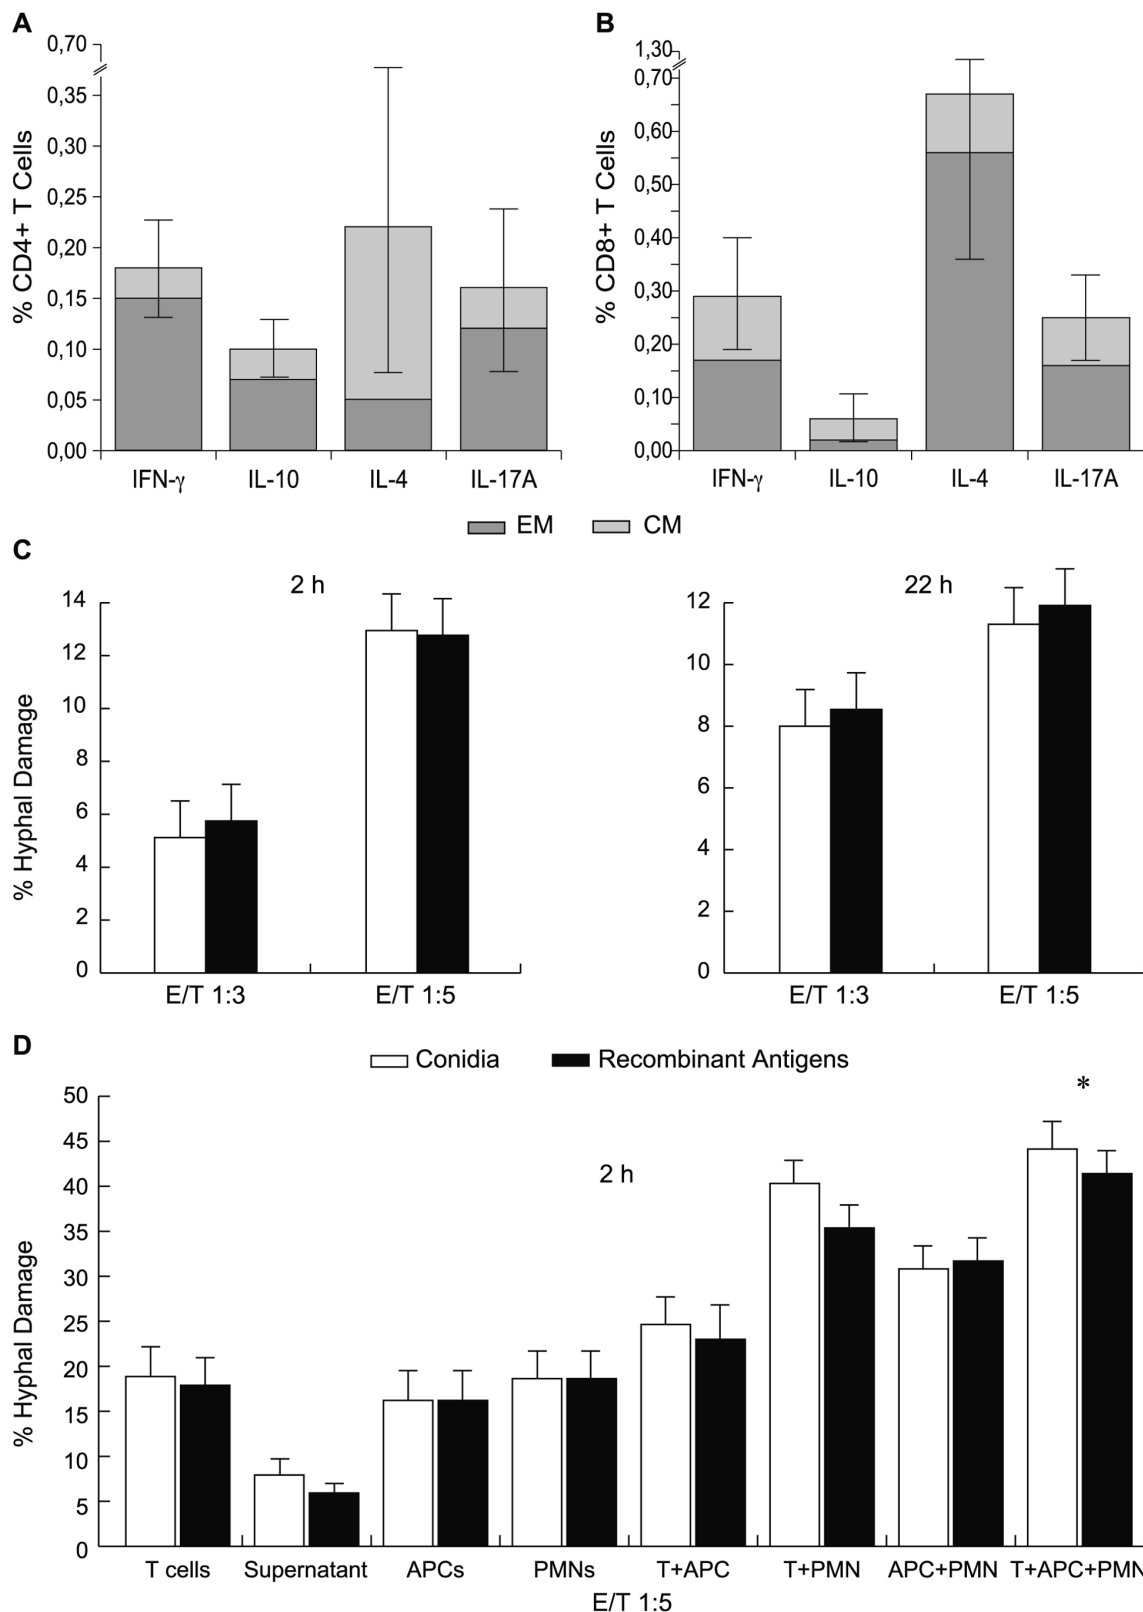 A
0,70
0,35
0,30
0,25
0,20
0,15
0,10
0,05
0,00
% CD4+ T Cells
IFN-γ IL-10 IL-4 IL-17A
B
1,30
0,70
0,60
0,50
0,40
0,30
0,20
0,10
0,00
% CD8+ T Cells
IFN-γ IL-10 IL-4 IL-17A
EM CM
C
2 h
14
12
10
8
6
4
2
0
% Hyphal Damage
E/T 1:3 E/T 1:5
22 h
12
10
8
6
4
2
0
E/T 1:3 E/T 1:5
D
Conidia Recombinant Antigens
*
2 h
50
45
40
35
30
25
20
15
10
5
0
% Hyphal Damage
T cells Supernatant APCs PMNs T+APC T+PMN APC+PMN T+APC+PMN
E/T 1:5